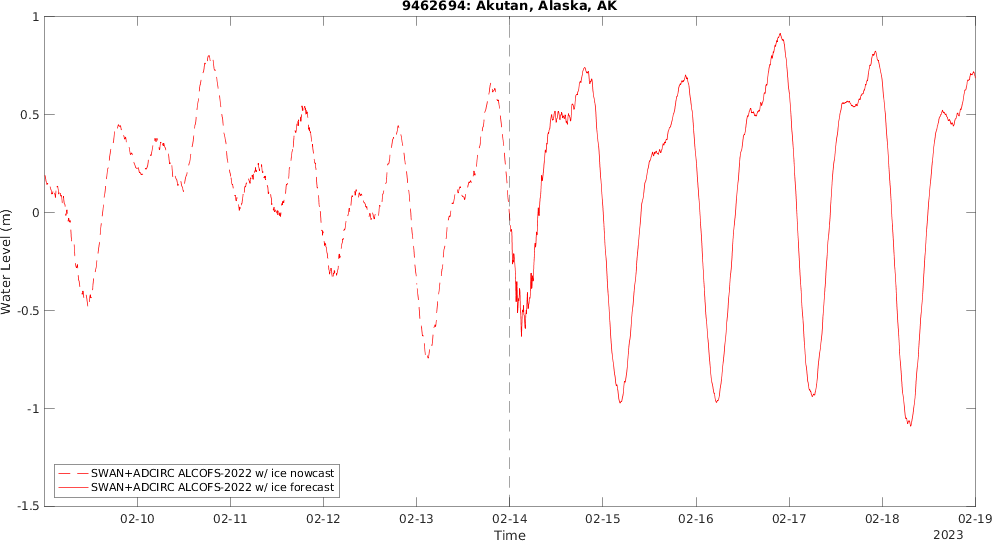 9462694: Akutan, Alaska, AK
1
0.5
0
-0.5
-1
-1.5
Water Level (m)
SWAN+ADCIRC ALCOFS-2022 w/ ice nowcast
SWAN+ADCIRC ALCOFS-2022 w/ ice forecast
02-10 02-11 02-12 02-13 02-14 02-15 02-16 02-17 02-18 02-19
Time
2023